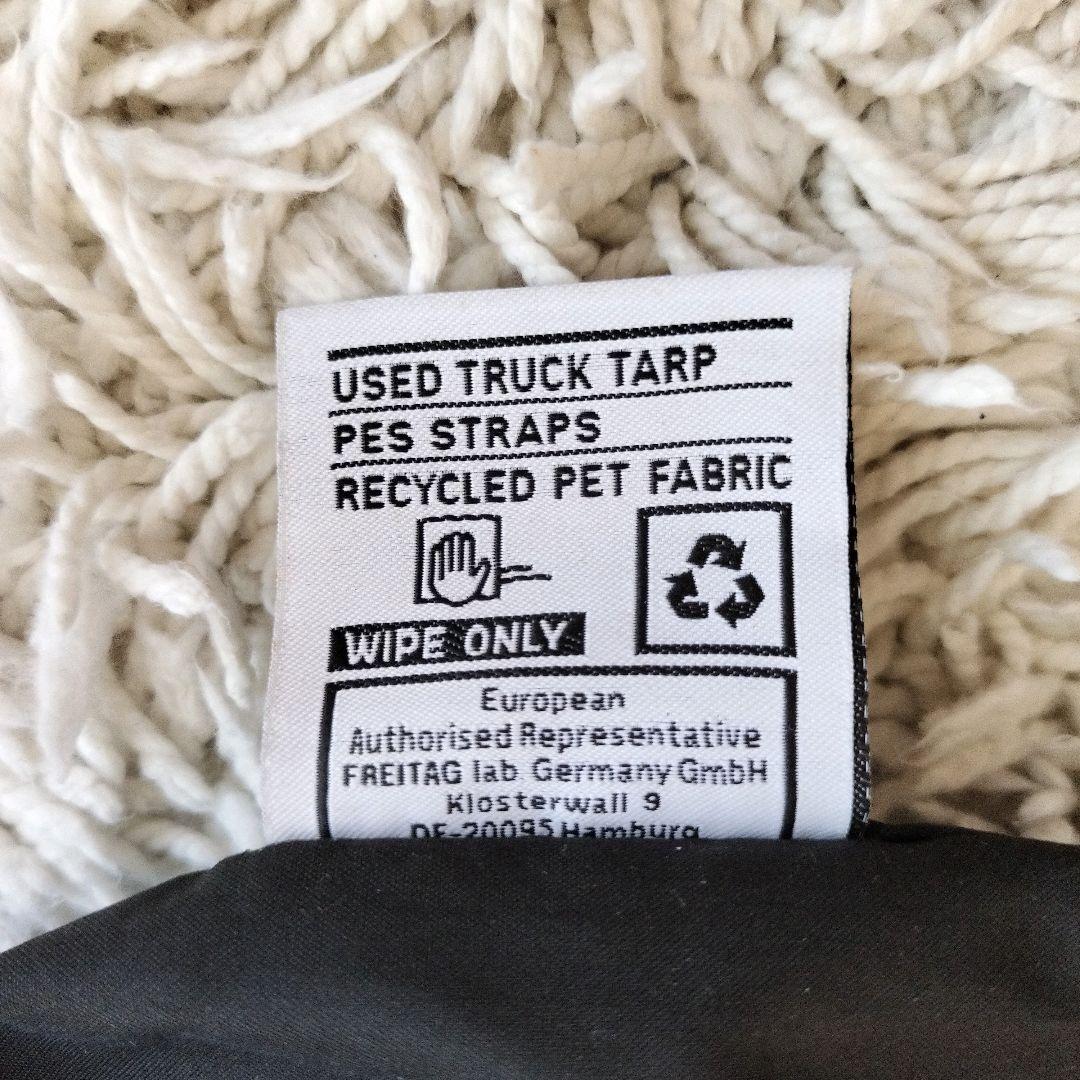 USED TRUCK TARP
PES STRAPS
RECYCLED PET FABRIC
WIPE ONLY
European
Authorised Representative
FREITAG lab. Germany GmbH
Klosterwall 9
DE-20095 Hamburg